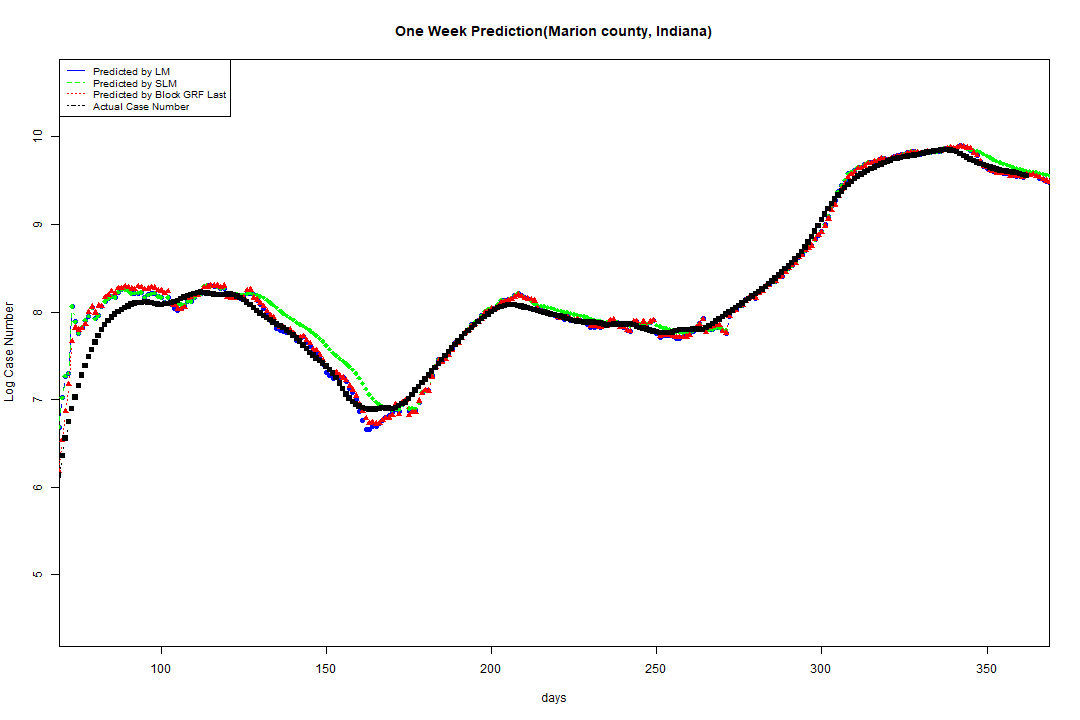 One Week Prediction(Marion county, Indiana)
Predicted by LM
Predicted by SLM
Predicted by Block GRF Last
Actual Case Number
10
9
8
7
6
5
Log Case Number
100 150 200 250 300 350
days